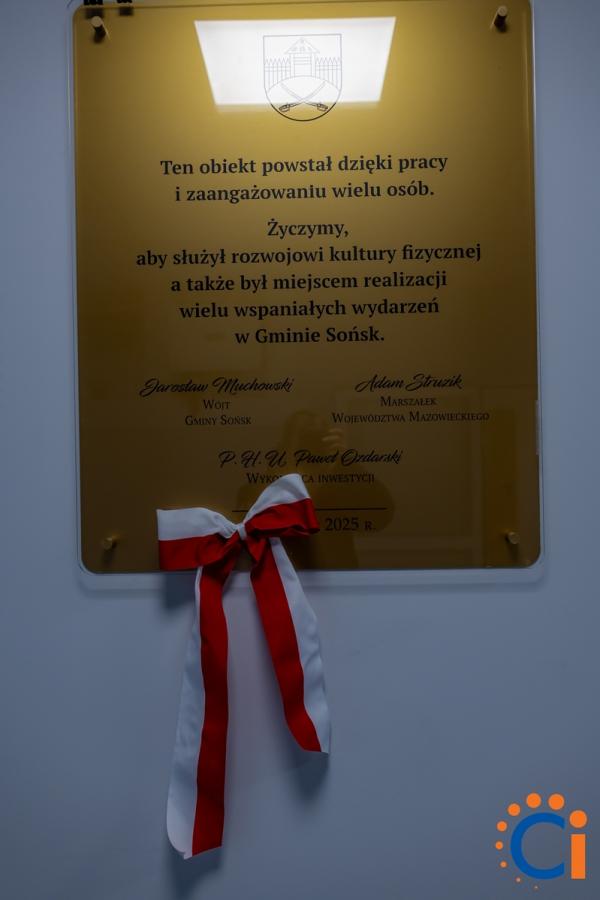 Ten obiekt powstał dzięki pracy
i zaangażowaniu wielu osób.
Życzymy,
aby służył rozwojowi kultury fizycznej
a także był miejscem realizacji
wielu wspaniałych wydarzeń
w Gminie Sońsk.
Jarosław Muchowski
Wójt
Gminy Sońsk
Adam Struzik
Marszałek
Województwa Mazowieckiego
P. H. U. Paweł Ozdarski
inwestycji
2025 r.
Ci